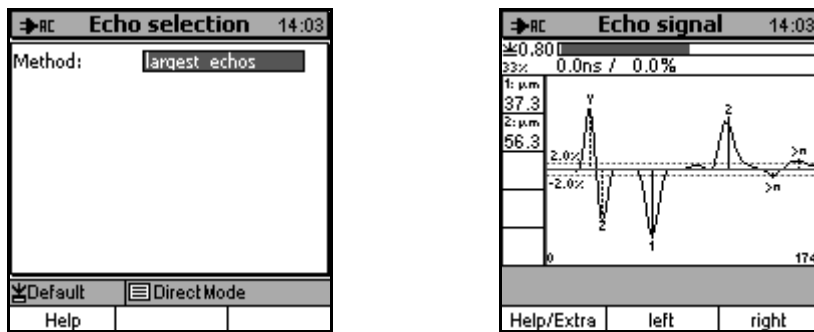 AC Echo selection 14:03
Method: largest echos
Default Direct Mode
Help
AC Echo signal 14:03
0,80
33% 0.0ns / 0.0%
1: µm
37.3
2: µm
56.3
2.0%
-2.0%
2
2
1
>n
>n
0 174
Help/Extra left right